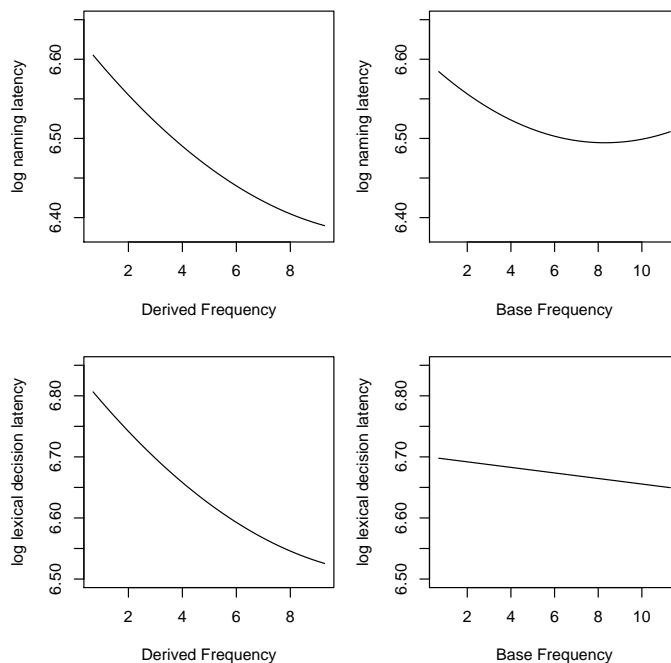 log naming latency
6.40 6.50 6.60
2 4 6 8
Derived Frequency
log naming latency
6.40 6.50 6.60
2 4 6 8 10
Base Frequency
log lexical decision latency
6.50 6.60 6.70 6.80
2 4 6 8
Derived Frequency
log lexical decision latency
6.50 6.60 6.70 6.80
2 4 6 8 10
Base Frequency